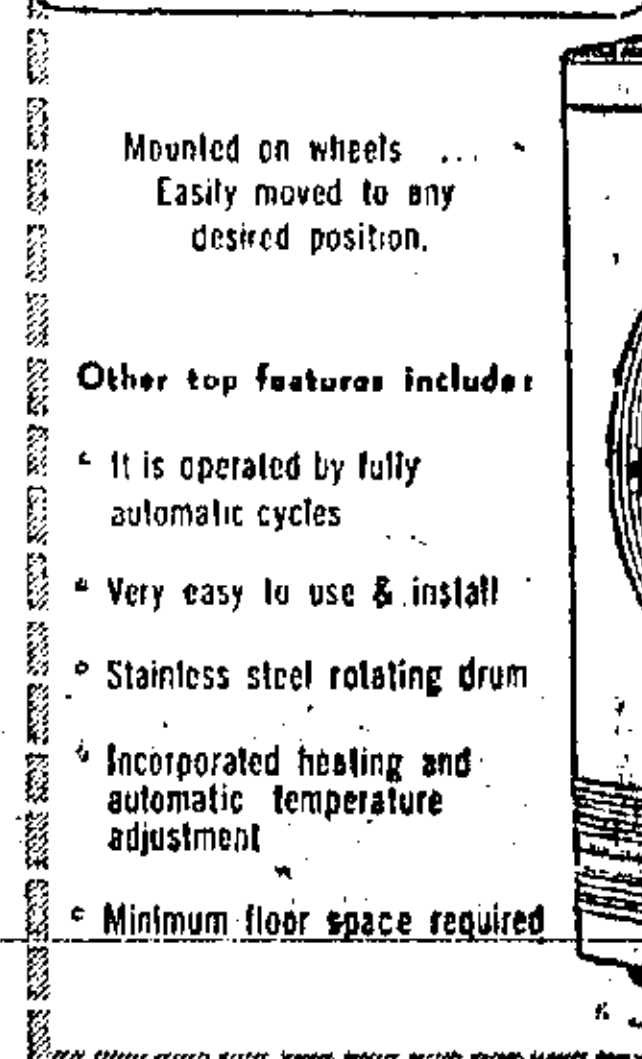 Mounted on wheels ...
Easily moved to any
desired position.
Other top features include:
It is operated by fully
automatic cycles
Very easy to use & install
Stainless steel rotating drum
Incorporated heating and
automatic temperature
adjustment
Minimum floor space required